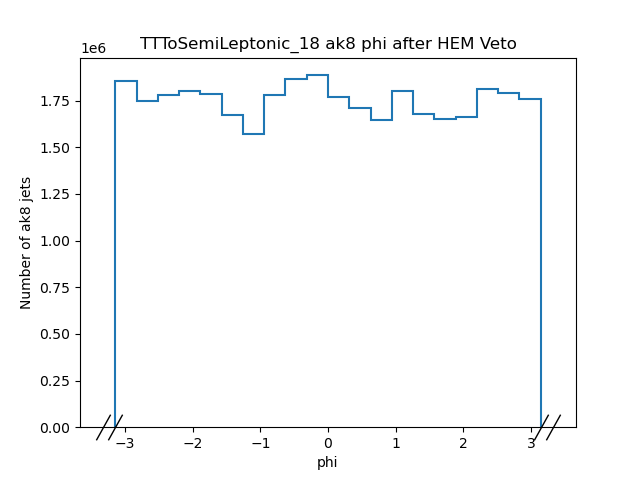 TTToSemiLeptonic_18 ak8 phi after HEM Veto
1e6
1.75
1.50
1.25
1.00
0.75
0.50
0.25
0.00
Number of ak8 jets
−3 −2 −1 0 1 2 3
phi